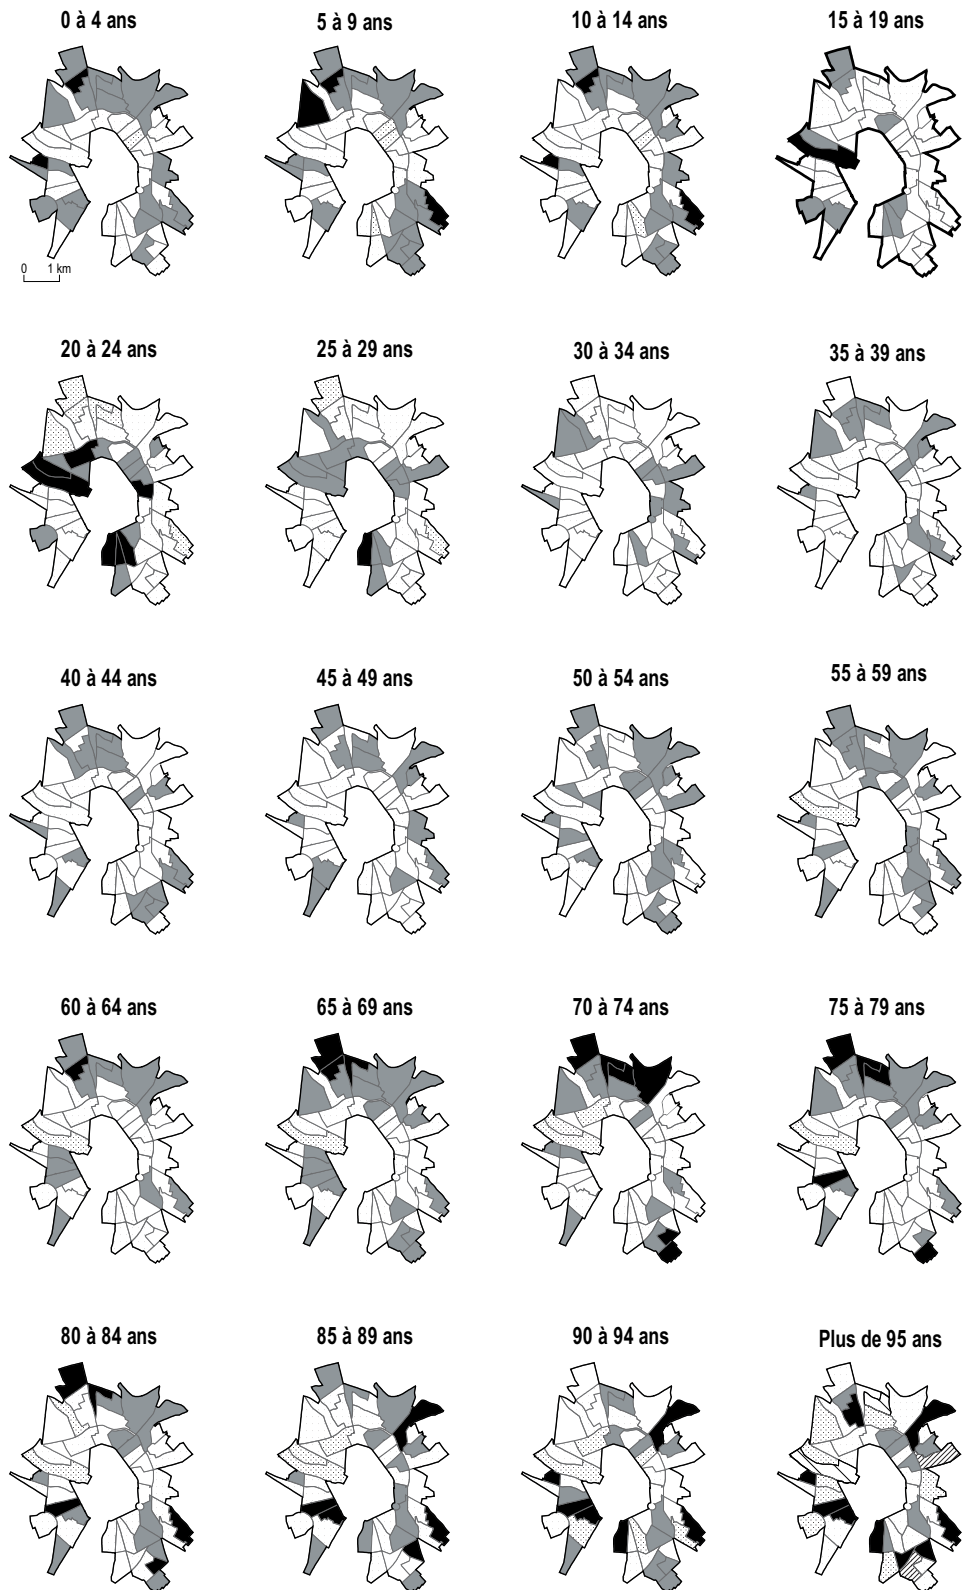 0 à 4 ans
5 à 9 ans
10 à 14 ans
15 à 19 ans
0 1 km
20 à 24 ans
25 à 29 ans
30 à 34 ans
35 à 39 ans
40 à 44 ans
45 à 49 ans
50 à 54 ans
55 à 59 ans
60 à 64 ans
65 à 69 ans
70 à 74 ans
75 à 79 ans
80 à 84 ans
85 à 89 ans
90 à 94 ans
Plus de 95 ans